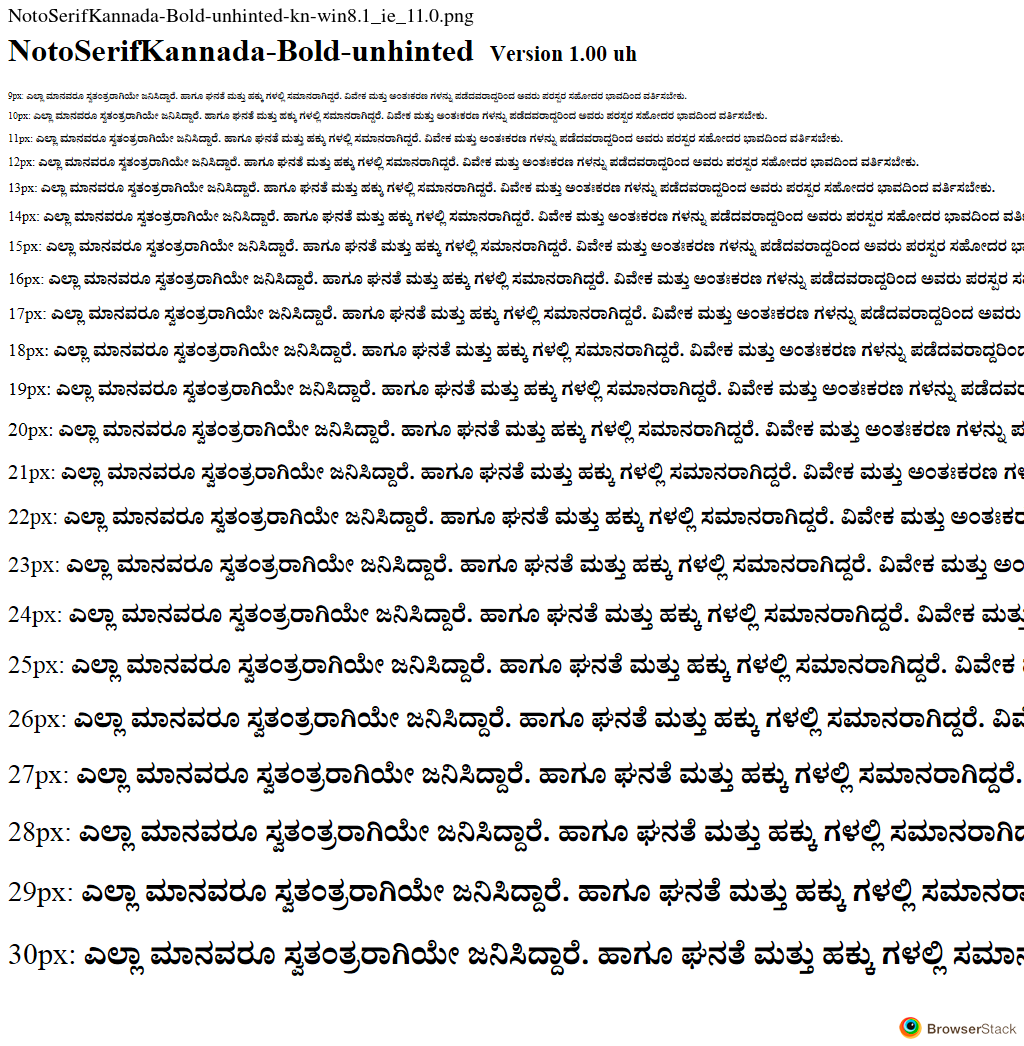 NotoSerifKannada-Bold-unhinted-kn-win8.1_ie_11.0.png
NotoSerifKannada-Bold-unhinted Version 1.00 uh
9px: ಎಲ್ಲಾ ಮಾನವರೂ ಸ್ವತಂತ್ರರಾಗಿಯೇ ಜನಿಸಿದ್ದಾರೆ. ಹಾಗೂ ಘನತೆ ಮತ್ತು ಹಕ್ಕು ಗಳಲ್ಲಿ ಸಮಾನರಾಗಿದ್ದರೆ. ವಿವೇಕ ಮತ್ತು ಅಂತಃಕರಣ ಗಳನ್ನು ಪಡೆದವರಾದ್ದರಿಂದ ಅವರು ಪರಸ್ಪರ ಸಹೋದರ ಭಾವದಿಂದ ವರ್ತಿಸಬೇಕು.
10px: ಎಲ್ಲಾ ಮಾನವರೂ ಸ್ವತಂತ್ರರಾಗಿಯೇ ಜನಿಸಿದ್ದಾರೆ. ಹಾಗೂ ಘನತೆ ಮತ್ತು ಹಕ್ಕು ಗಳಲ್ಲಿ ಸಮಾನರಾಗಿದ್ದರೆ. ವಿವೇಕ ಮತ್ತು ಅಂತಃಕರಣ ಗಳನ್ನು ಪಡೆದವರಾದ್ದರಿಂದ ಅವರು ಪರಸ್ಪರ ಸಹೋದರ ಭಾವದಿಂದ ವರ್ತಿಸಬೇಕು.
11px: ಎಲ್ಲಾ ಮಾನವರೂ ಸ್ವತಂತ್ರರಾಗಿಯೇ ಜನಿಸಿದ್ದಾರೆ. ಹಾಗೂ ಘನತೆ ಮತ್ತು ಹಕ್ಕು ಗಳಲ್ಲಿ ಸಮಾನರಾಗಿದ್ದರೆ. ವಿವೇಕ ಮತ್ತು ಅಂತಃಕರಣ ಗಳನ್ನು ಪಡೆದವರಾದ್ದರಿಂದ ಅವರು ಪರಸ್ಪರ ಸಹೋದರ ಭಾವದಿಂದ ವರ್ತಿಸಬೇಕು.
12px: ಎಲ್ಲಾ ಮಾನವರೂ ಸ್ವತಂತ್ರರಾಗಿಯೇ ಜನಿಸಿದ್ದಾರೆ. ಹಾಗೂ ಘನತೆ ಮತ್ತು ಹಕ್ಕು ಗಳಲ್ಲಿ ಸಮಾನರಾಗಿದ್ದರೆ. ವಿವೇಕ ಮತ್ತು ಅಂತಃಕರಣ ಗಳನ್ನು ಪಡೆದವರಾದ್ದರಿಂದ ಅವರು ಪರಸ್ಪರ ಸಹೋದರ ಭಾವದಿಂದ ವರ್ತಿಸಬೇಕು.
13px: ಎಲ್ಲಾ ಮಾನವರೂ ಸ್ವತಂತ್ರರಾಗಿಯೇ ಜನಿಸಿದ್ದಾರೆ. ಹಾಗೂ ಘನತೆ ಮತ್ತು ಹಕ್ಕು ಗಳಲ್ಲಿ ಸಮಾನರಾಗಿದ್ದರೆ. ವಿವೇಕ ಮತ್ತು ಅಂತಃಕರಣ ಗಳನ್ನು ಪಡೆದವರಾದ್ದರಿಂದ ಅವರು ಪರಸ್ಪರ ಸಹೋದರ ಭಾವದಿಂದ ವರ್ತಿಸಬೇಕು.
14px: ಎಲ್ಲಾ ಮಾನವರೂ ಸ್ವತಂತ್ರರಾಗಿಯೇ ಜನಿಸಿದ್ದಾರೆ. ಹಾಗೂ ಘನತೆ ಮತ್ತು ಹಕ್ಕು ಗಳಲ್ಲಿ ಸಮಾನರಾಗಿದ್ದರೆ. ವಿವೇಕ ಮತ್ತು ಅಂತಃಕರಣ ಗಳನ್ನು ಪಡೆದವರಾದ್ದರಿಂದ ಅವರು ಪರಸ್ಪರ ಸಹೋದರ ಭಾವದಿಂದ
15px: ಎಲ್ಲಾ ಮಾನವರೂ ಸ್ವತಂತ್ರರಾಗಿಯೇ ಜನಿಸಿದ್ದಾರೆ. ಹಾಗೂ ಘನತೆ ಮತ್ತು ಹಕ್ಕು ಗಳಲ್ಲಿ ಸಮಾನರಾಗಿದ್ದರೆ. ವಿವೇಕ ಮತ್ತು ಅಂತಃಕರಣ ಗಳನ್ನು ಪಡೆದವರಾದ್ದರಿಂದ ಅವರು ಪರಸ್ಪರ ಸಹೋದರ
16px: ಎಲ್ಲಾ ಮಾನವರೂ ಸ್ವತಂತ್ರರಾಗಿಯೇ ಜನಿಸಿದ್ದಾರೆ. ಹಾಗೂ ಘನತೆ ಮತ್ತು ಹಕ್ಕು ಗಳಲ್ಲಿ ಸಮಾನರಾಗಿದ್ದರೆ. ವಿವೇಕ ಮತ್ತು ಅಂತಃಕರಣ ಗಳನ್ನು ಪಡೆದವರಾದ್ದರಿಂದ ಅವರು ಪರಸ್ಪರ
17px: ಎಲ್ಲಾ ಮಾನವರೂ ಸ್ವತಂತ್ರರಾಗಿಯೇ ಜನಿಸಿದ್ದಾರೆ. ಹಾಗೂ ಘನತೆ ಮತ್ತು ಹಕ್ಕು ಗಳಲ್ಲಿ ಸಮಾನರಾಗಿದ್ದರೆ. ವಿವೇಕ ಮತ್ತು ಅಂತಃಕರಣ ಗಳನ್ನು ಪಡೆದವರಾದ್ದರಿಂದ ಅವರು
18px: ಎಲ್ಲಾ ಮಾನವರೂ ಸ್ವತಂತ್ರರಾಗಿಯೇ ಜನಿಸಿದ್ದಾರೆ. ಹಾಗೂ ಘನತೆ ಮತ್ತು ಹಕ್ಕು ಗಳಲ್ಲಿ ಸಮಾನರಾಗಿದ್ದರೆ. ವಿವೇಕ ಮತ್ತು ಅಂತಃಕರಣ ಗಳನ್ನು ಪಡೆದವರಾದ್ದರಿಂದ
19px: ಎಲ್ಲಾ ಮಾನವರೂ ಸ್ವತಂತ್ರರಾಗಿಯೇ ಜನಿಸಿದ್ದಾರೆ. ಹಾಗೂ ಘನತೆ ಮತ್ತು ಹಕ್ಕು ಗಳಲ್ಲಿ ಸಮಾನರಾಗಿದ್ದರೆ. ವಿವೇಕ ಮತ್ತು ಅಂತಃಕರಣ ಗಳನ್ನು
20px: ಎಲ್ಲಾ ಮಾನವರೂ ಸ್ವತಂತ್ರರಾಗಿಯೇ ಜನಿಸಿದ್ದಾರೆ. ಹಾಗೂ ಘನತೆ ಮತ್ತು ಹಕ್ಕು ಗಳಲ್ಲಿ ಸಮಾನರಾಗಿದ್ದರೆ. ವಿವೇಕ ಮತ್ತು ಅಂತಃಕರಣ ಗಳನ್ನು
21px: ಎಲ್ಲಾ ಮಾನವರೂ ಸ್ವತಂತ್ರರಾಗಿಯೇ ಜನಿಸಿದ್ದಾರೆ. ಹಾಗೂ ಘನತೆ ಮತ್ತು ಹಕ್ಕು ಗಳಲ್ಲಿ ಸಮಾನರಾಗಿದ್ದರೆ. ವಿವೇಕ ಮತ್ತು ಅಂತಃಕರಣ
22px: ಎಲ್ಲಾ ಮಾನವರೂ ಸ್ವತಂತ್ರರಾಗಿಯೇ ಜನಿಸಿದ್ದಾರೆ. ಹಾಗೂ ಘನತೆ ಮತ್ತು ಹಕ್ಕು ಗಳಲ್ಲಿ ಸಮಾನರಾಗಿದ್ದರೆ. ವಿವೇಕ ಮತ್ತು
23px: ಎಲ್ಲಾ ಮಾನವರೂ ಸ್ವತಂತ್ರರಾಗಿಯೇ ಜನಿಸಿದ್ದಾರೆ. ಹಾಗೂ ಘನತೆ ಮತ್ತು ಹಕ್ಕು ಗಳಲ್ಲಿ ಸಮಾನರಾಗಿದ್ದರೆ. ವಿವೇಕ ಮತ್ತು
24px: ಎಲ್ಲಾ ಮಾನವರೂ ಸ್ವತಂತ್ರರಾಗಿಯೇ ಜನಿಸಿದ್ದಾರೆ. ಹಾಗೂ ಘನತೆ ಮತ್ತು ಹಕ್ಕು ಗಳಲ್ಲಿ ಸಮಾನರಾಗಿದ್ದರೆ. ವಿವೇಕ ಮತ್ತು
25px: ಎಲ್ಲಾ ಮಾನವರೂ ಸ್ವತಂತ್ರರಾಗಿಯೇ ಜನಿಸಿದ್ದಾರೆ. ಹಾಗೂ ಘನತೆ ಮತ್ತು ಹಕ್ಕು ಗಳಲ್ಲಿ ಸಮಾನರಾಗಿದ್ದರೆ. ವಿವೇಕ
26px: ಎಲ್ಲಾ ಮಾನವರೂ ಸ್ವತಂತ್ರರಾಗಿಯೇ ಜನಿಸಿದ್ದಾರೆ. ಹಾಗೂ ಘನತೆ ಮತ್ತು ಹಕ್ಕು ಗಳಲ್ಲಿ ಸಮಾನರಾಗಿದ್ದರೆ.
27px: ಎಲ್ಲಾ ಮಾನವರೂ ಸ್ವತಂತ್ರರಾಗಿಯೇ ಜನಿಸಿದ್ದಾರೆ. ಹಾಗೂ ಘನತೆ ಮತ್ತು ಹಕ್ಕು ಗಳಲ್ಲಿ ಸಮಾನರಾಗಿದ್ದರೆ.
28px: ಎಲ್ಲಾ ಮಾನವರೂ ಸ್ವತಂತ್ರರಾಗಿಯೇ ಜನಿಸಿದ್ದಾರೆ. ಹಾಗೂ ಘನತೆ ಮತ್ತು ಹಕ್ಕು ಗಳಲ್ಲಿ
29px: ಎಲ್ಲಾ ಮಾನವರೂ ಸ್ವತಂತ್ರರಾಗಿಯೇ ಜನಿಸಿದ್ದಾರೆ. ಹಾಗೂ ಘನತೆ ಮತ್ತು ಹಕ್ಕು ಗಳಲ್ಲಿ
30px: ಎಲ್ಲಾ ಮಾನವರೂ ಸ್ವತಂತ್ರರಾಗಿಯೇ ಜನಿಸಿದ್ದಾರೆ. ಹಾಗೂ ಘನತೆ ಮತ್ತು ಹಕ್ಕು ಗಳಲ್ಲಿ
BrowserStack